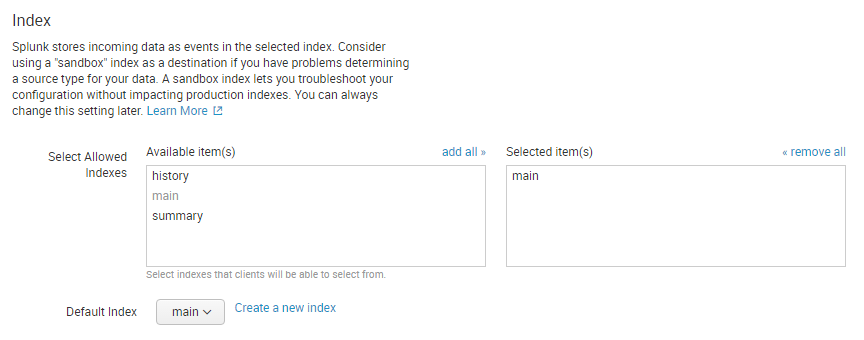 Index
Splunk stores incoming data as events in the selected index. Consider
using a "sandbox" index as a destination if you have problems determining
a source type for your data. A sandbox index lets you troubleshoot your
configuration without impacting production indexes. You can always
change this setting later. Learn More
Select Allowed
Indexes
Available item(s) add all »
history
main
summary
Selected item(s) « remove all
main
Select indexes that clients will be able to select from.
Default Index main Create a new index